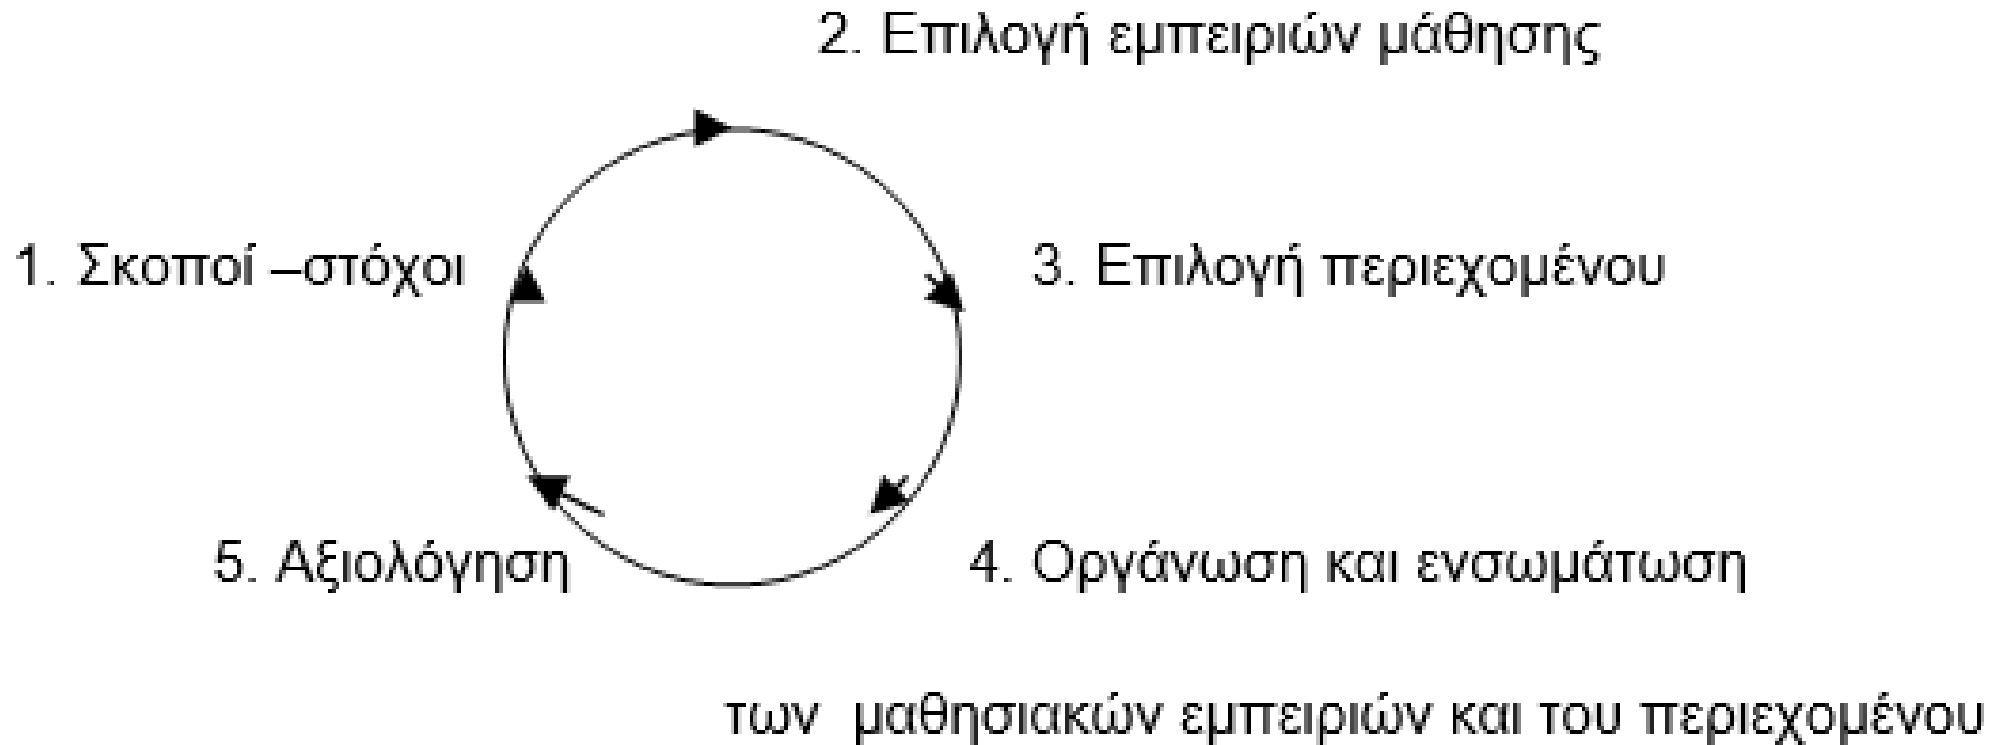 2. Επιλογή εμπειριών μάθησης
1. Σκοποί –στόχοι
3. Επιλογή περιεχομένου
5. Αξιολόγηση
4. Οργάνωση και ενσωμάτωση
των μαθησιακών εμπειριών και του περιεχομένου